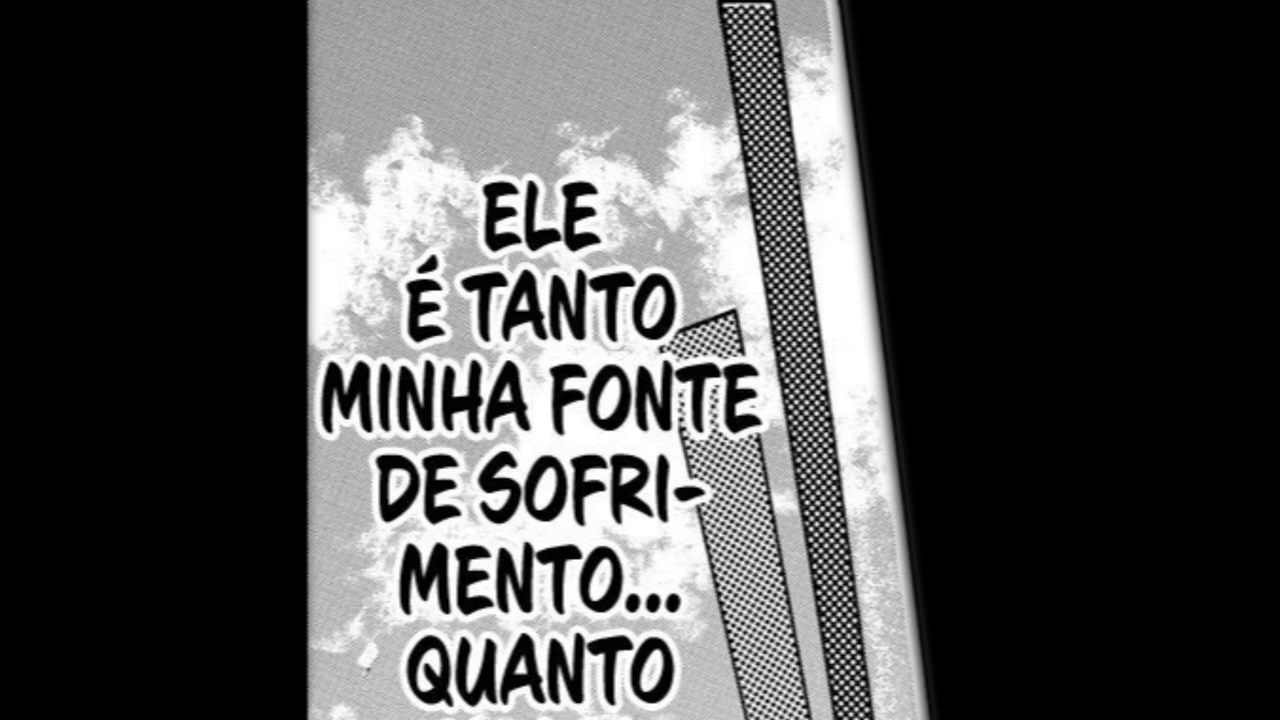 ELE
É TANTO
MINHA FONTE
DE SOFRI-
MENTO...
QUANTO